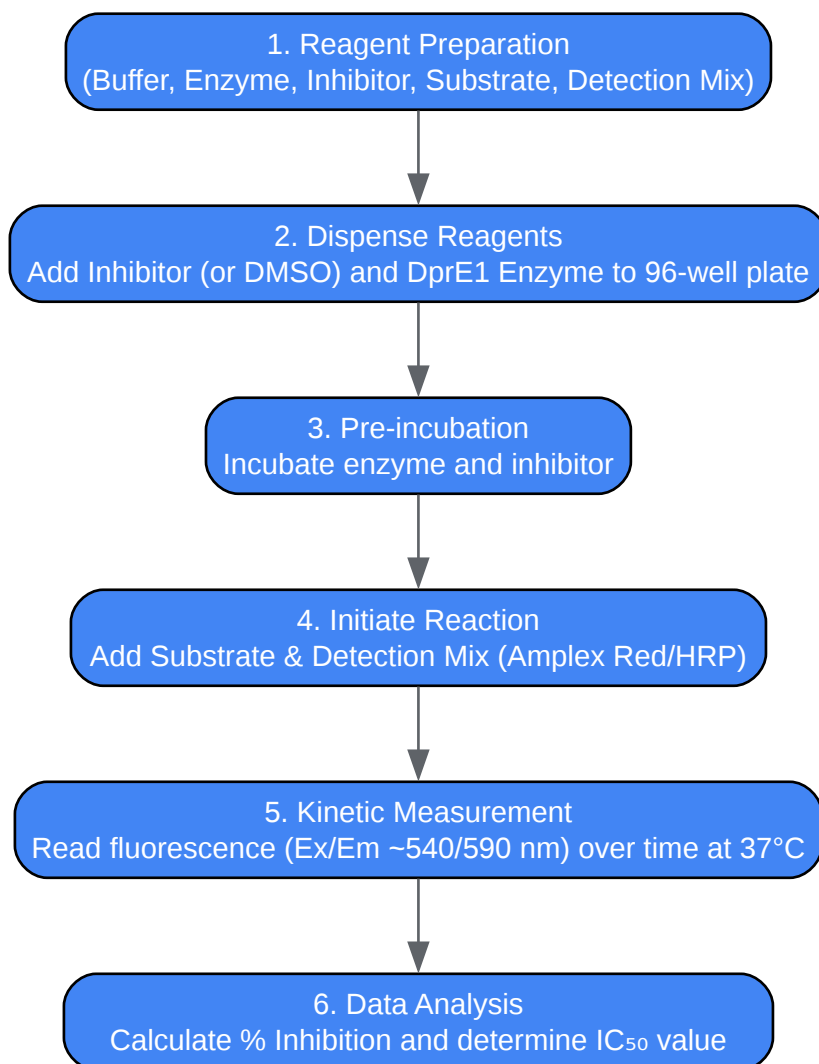 1. Reagent Preparation
(Buffer, Enzyme, Inhibitor, Substrate, Detection Mix)
2. Dispense Reagents
Add Inhibitor (or DMSO) and DprE1 Enzyme to 96-well plate
3. Pre-incubation
Incubate enzyme and inhibitor
4. Initiate Reaction
Add Substrate & Detection Mix (Amplex Red/HRP)
5. Kinetic Measurement
Read fluorescence (Ex/Em ~540/590 nm) over time at 37°C
6. Data Analysis
Calculate % Inhibition and determine IC₅₀ value